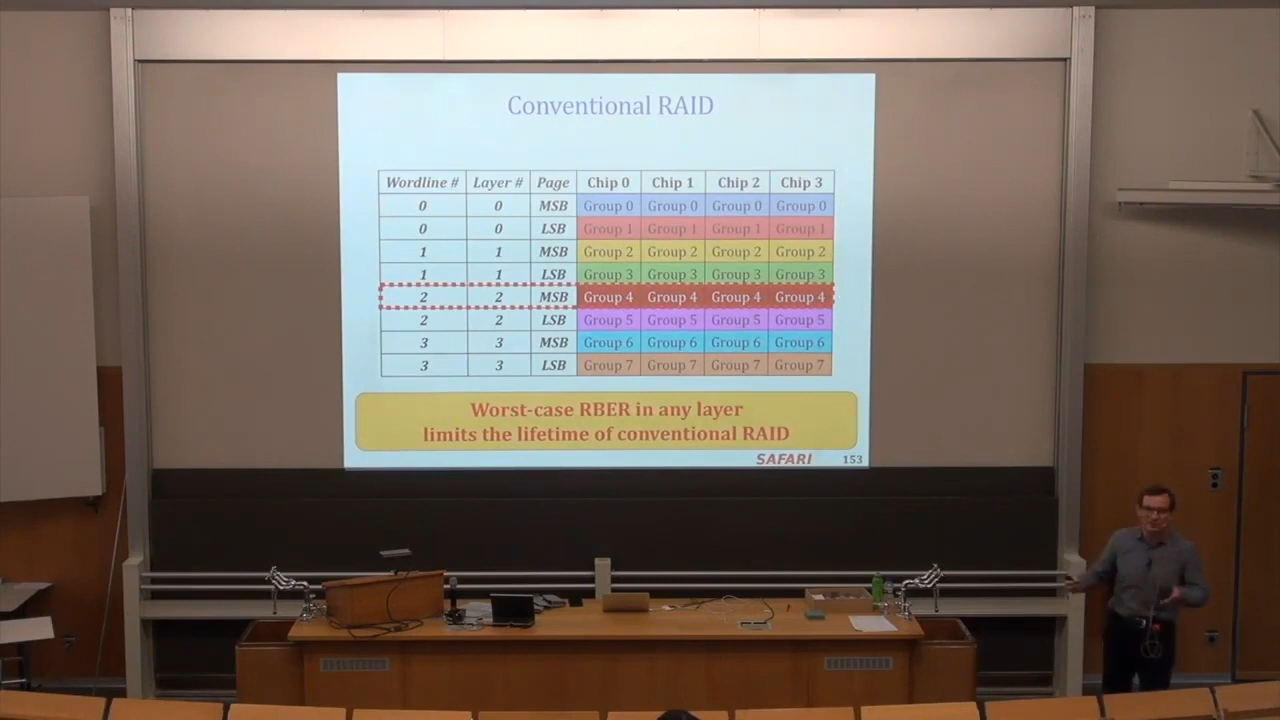 Conventional RAID
Wordline # Layer # Page Chip 0 Chip 1 Chip 2 Chip 3
0 0 MSB Group 0 Group 0 Group 0 Group 0
0 0 LSB Group 1 Group 1 Group 1 Group 1
1 1 MSB Group 2 Group 2 Group 2 Group 2
1 1 LSB Group 3 Group 3 Group 3 Group 3
2 2 MSB Group 4 Group 4 Group 4 Group 4
2 2 LSB Group 5 Group 5 Group 5 Group 5
3 3 MSB Group 6 Group 6 Group 6 Group 6
3 3 LSB Group 7 Group 7 Group 7 Group 7
Worst-case RBER in any layer
limits the lifetime of conventional RAID
SAFARI 153